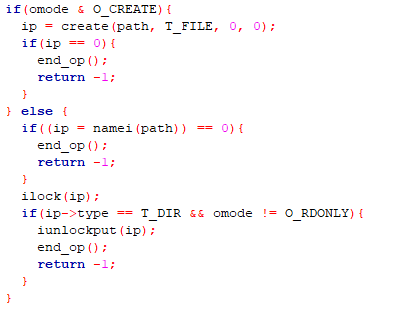 if(omode & O_CREATE){
  ip = create(path, T_FILE, 0, 0);
  if(ip == 0){
    end_op();
    return -1;
  }
} else {
  if((ip = namei(path)) == 0){
    end_op();
    return -1;
  }
  ilock(ip);
  if(ip->type == T_DIR && omode != O_RDONLY){
    iunlockput(ip);
    end_op();
    return -1;
  }
}